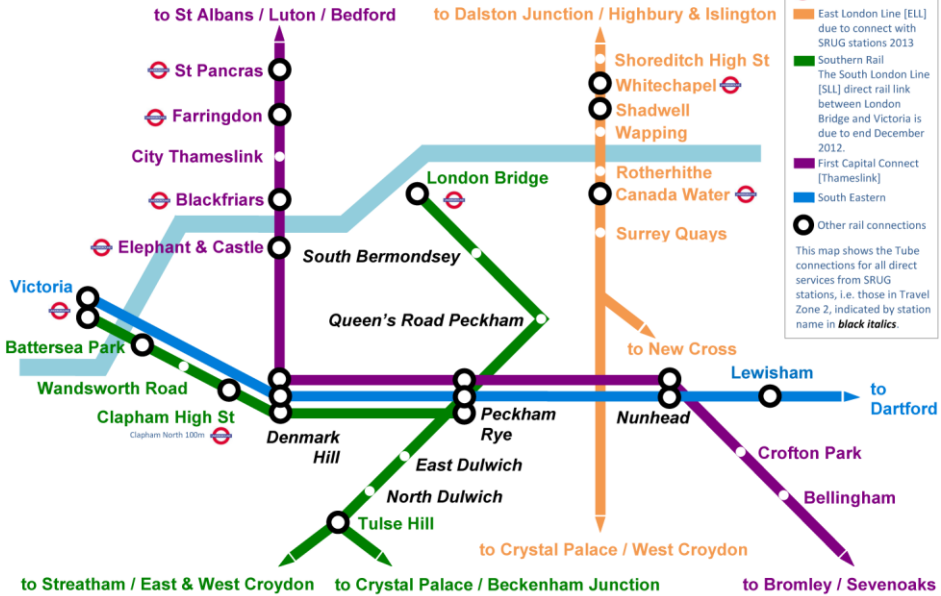 to St Albans / Luton / Bedford
to Dalston Junction / Highbury & Islington
East London Line [ELL]
due to connect with
SRUG stations 2013
Southern Rail
The South London Line
[SLL] direct rail link
between London
Bridge and Victoria is
due to end December
2012.
First Capital Connect
[Thameslink]
South Eastern
Other rail connections
This map shows the Tube
connections for all direct
services from SRUG
stations, i.e. those in Travel
Zone 2, indicated by station
name in black italics.
St Pancras
Farringdon
City Thameslink
Blackfriars
Elephant & Castle
Shoreditch High St
Whitechapel
Shadwell
Wapping
Rotherhithe
Canada Water
Surrey Quays
to New Cross
London Bridge
South Bermondsey
Queen's Road Peckham
Victoria
Battersea Park
Wandsworth Road
Clapham High St
Clapham North 100m
Denmark
Hill
Peckham
Rye
Nunhead
Lewisham
to
Dartford
East Dulwich
North Dulwich
Tulse Hill
Crofton Park
Bellingham
to Crystal Palace / West Croydon
to Streatham / East & West Croydon
to Crystal Palace / Beckenham Junction
to Bromley / Sevenoaks